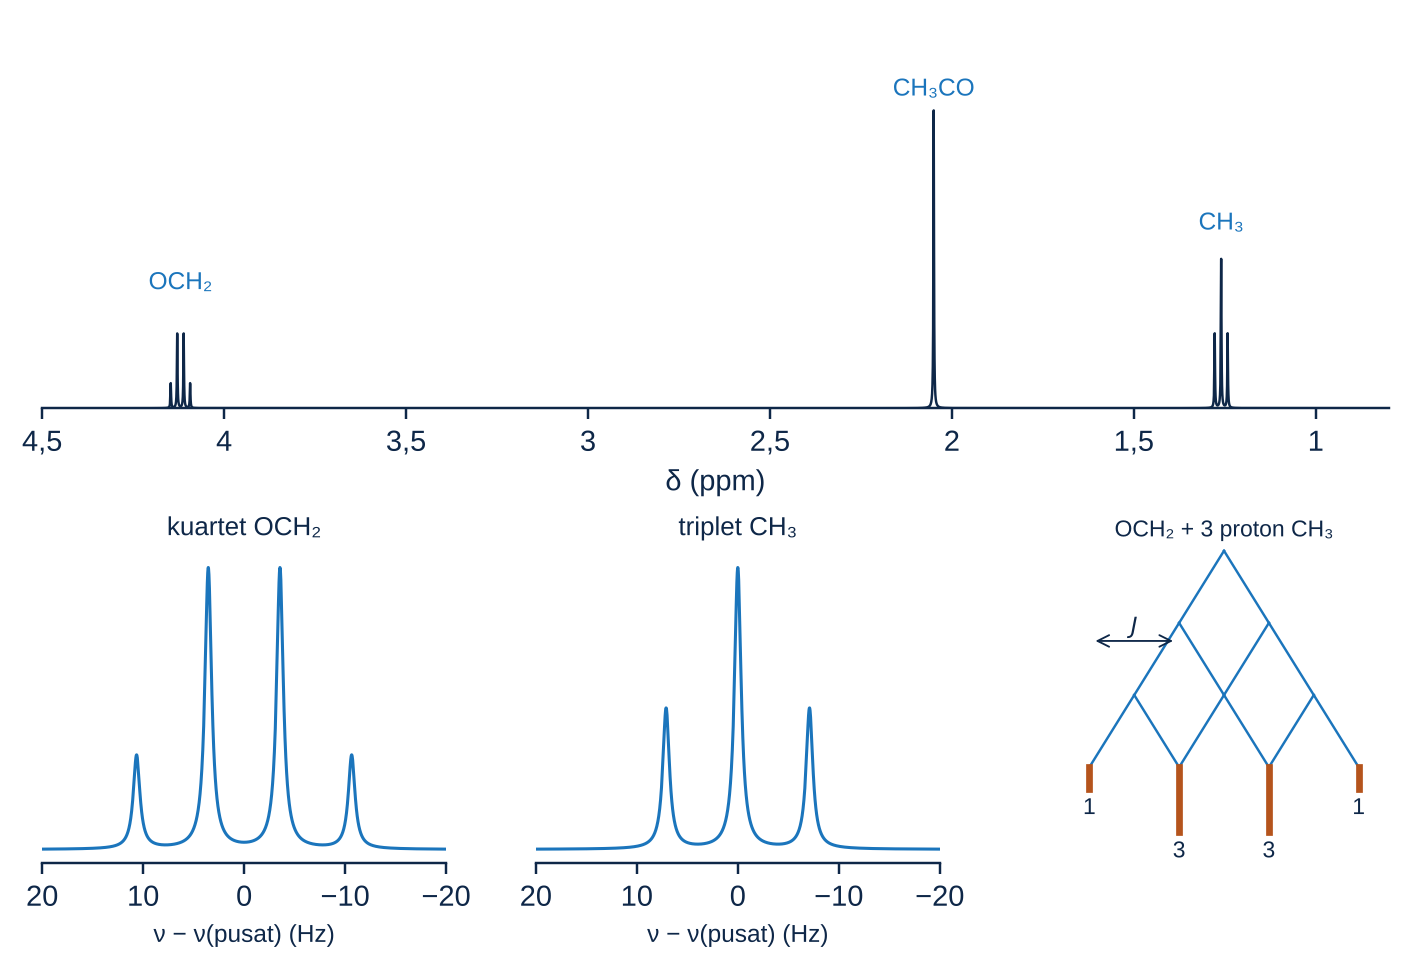 CH₃CO
CH₃
OCH₂
4,5 4 3,5 3 2,5 2 1,5 1
δ (ppm)
kuartet OCH₂
20 10 0 −10 −20
ν − ν(pusat) (Hz)
triplet CH₃
20 10 0 −10 −20
ν − ν(pusat) (Hz)
OCH₂ + 3 proton CH₃
J
1 1
3 3